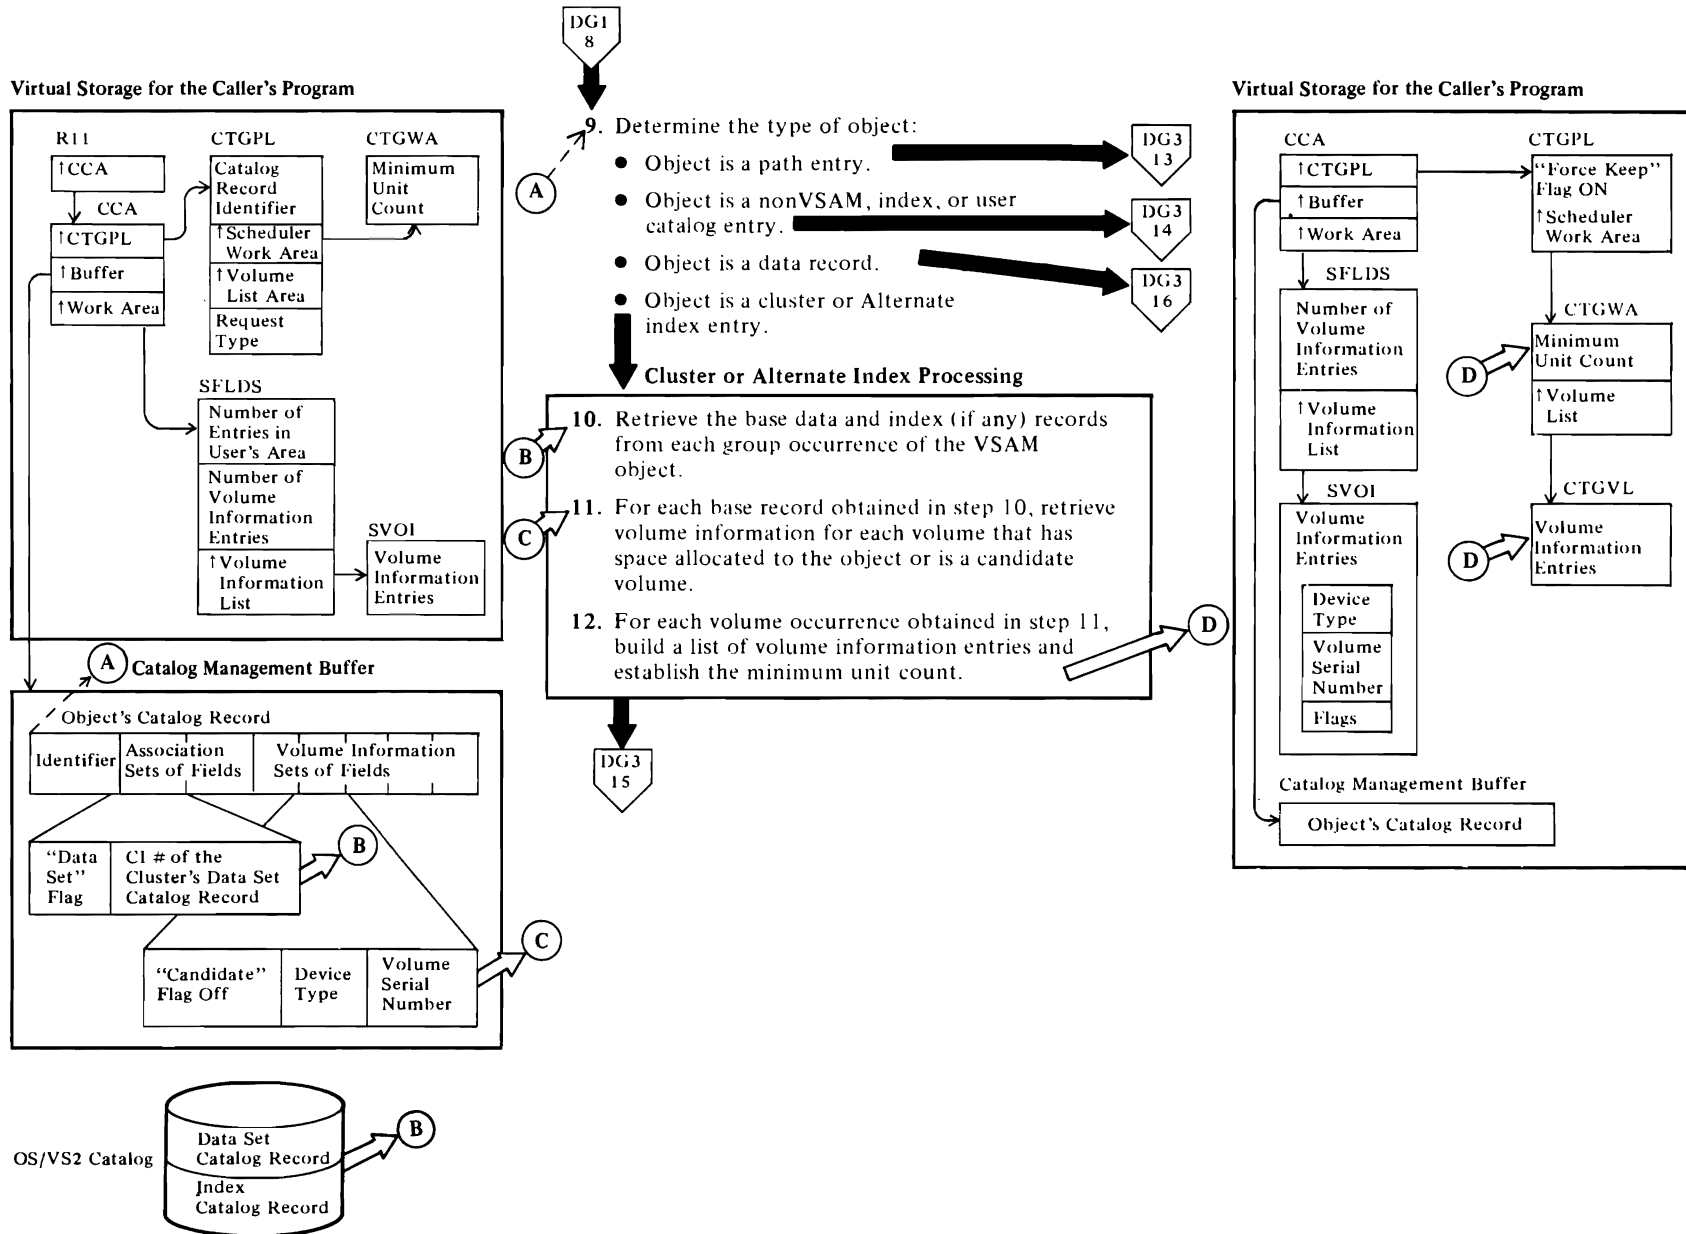 DG1
8
Virtual Storage for the Caller's Program
R11
↑CCA
CCA
↑CTGPL
↑Buffer
↑Work Area
CTGPL
Catalog
Record
Identifier
↑Scheduler
Work Area
↑Volume
List Area
Request
Type
CTGWA
Minimum
Unit
Count
SFLDS
Number of
Entries in
User's Area
Number of
Volume
Information
Entries
↑Volume
Information
List
SVOI
Volume
Information
Entries
A
9. Determine the type of object:
• Object is a path entry.
DG3
13
• Object is a nonVSAM, index, or user
catalog entry.
DG3
14
• Object is a data record.
DG3
16
• Object is a cluster or Alternate
index entry.
Cluster or Alternate Index Processing
B
10. Retrieve the base data and index (if any) records
from each group occurrence of the VSAM
object.
C
11. For each base record obtained in step 10, retrieve
volume information for each volume that has
space allocated to the object or is a candidate
volume.
12. For each volume occurrence obtained in step 11,
build a list of volume information entries and
establish the minimum unit count.
D
DG3
15
Virtual Storage for the Caller's Program
CCA
↑CTGPL
↑Buffer
↑Work Area
CTGPL
“Force Keep”
Flag ON
↑Scheduler
Work Area
SFLDS
Number of
Volume
Information
Entries
↑Volume
Information
List
CTGWA
D
Minimum
Unit Count
↑Volume
List
SVOI
Volume
Information
Entries
Device
Type
Volume
Serial
Number
Flags
CTGVL
D
Volume
Information
Entries
Catalog Management Buffer
Object's Catalog Record
A
Catalog Management Buffer
Object's Catalog Record
Identifier
Association
Sets of Fields
Volume Information
Sets of Fields
“Data
Set”
Flag
CI # of the
Cluster's Data Set
Catalog Record
B
“Candidate”
Flag Off
Device
Type
Volume
Serial
Number
C
OS/VS2 Catalog
Data Set
Catalog Record
Index
Catalog Record
B